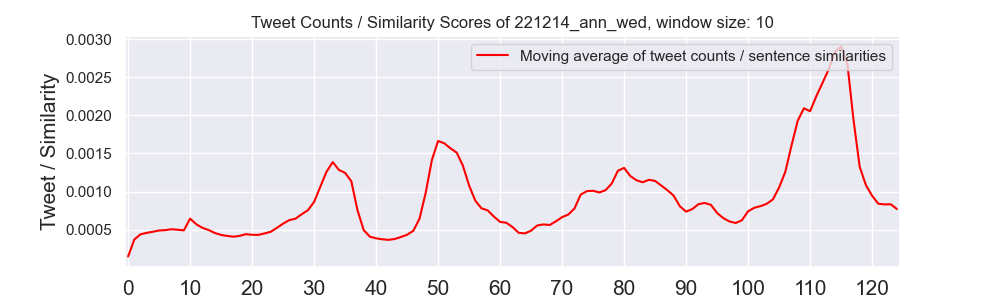 Tweet Counts / Similarity Scores of 221214_ann_wed, window size: 10
Moving average of tweet counts / sentence similarities
Tweet / Similarity
0.0030
0.0025
0.0020
0.0015
0.0010
0.0005
0 10 20 30 40 50 60 70 80 90 100 110 120